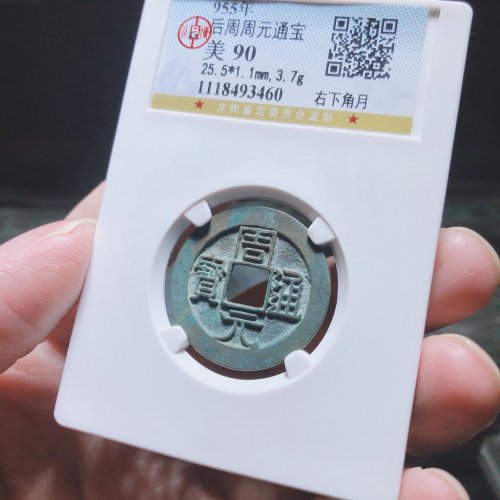 955年
后周周元通宝
美 90
25.5*1.1mm, 3.7g
1118493460
右下角月
文物鉴定委员会监制
周元通寶